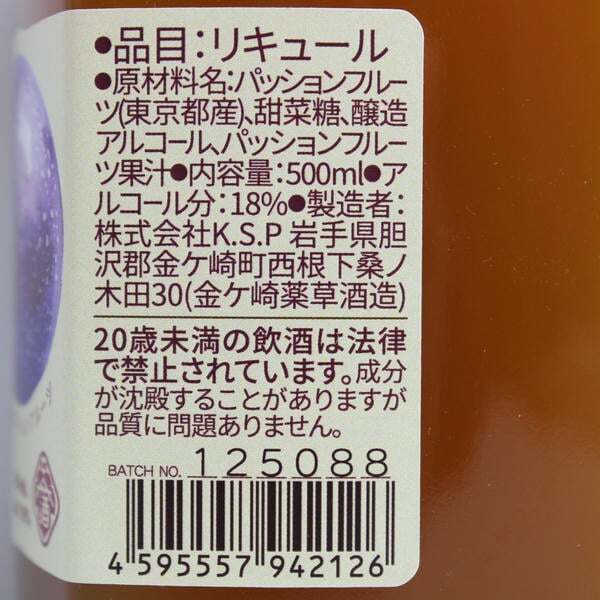 ●品目：リキュール
●原材料名:パッションフルー
ツ(東京都産)、甜菜糖、醸造
アルコール、パッションフルー
ツ果汁●内容量：500ml●ア
ルコール分：18%●製造者：
株式会社K.S.P 岩手県胆
沢郡金ケ崎町西根下桑ノ
木田30(金ケ崎薬草酒造)
20歳未満の飲酒は法律
で禁止されています。成分
が沈殿することがありますが
品質に問題ありません。
BATCH NO. 125088
4 595557 942126